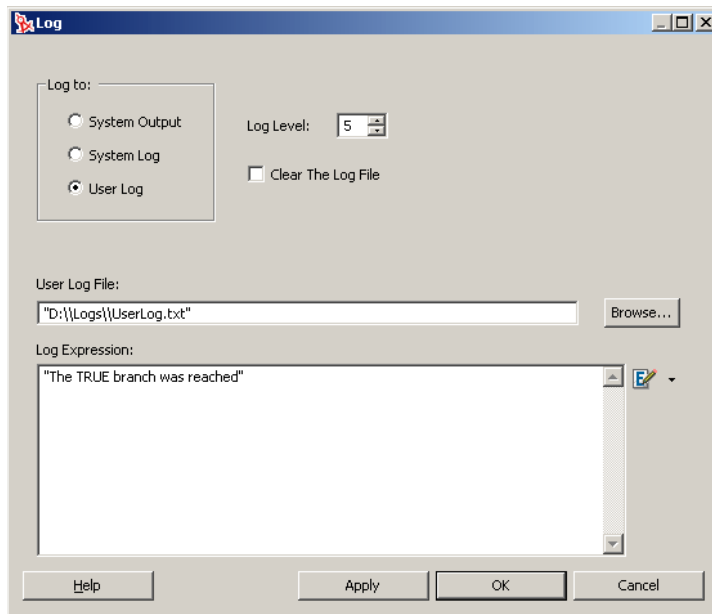 Log
Log to:
System Output
System Log
User Log
Log Level: 5
Clear The Log File
User Log File:
"D:\\Logs\\UserLog.txt"
Browse...
Log Expression:
"The TRUE branch was reached"
E
Help Apply OK Cancel